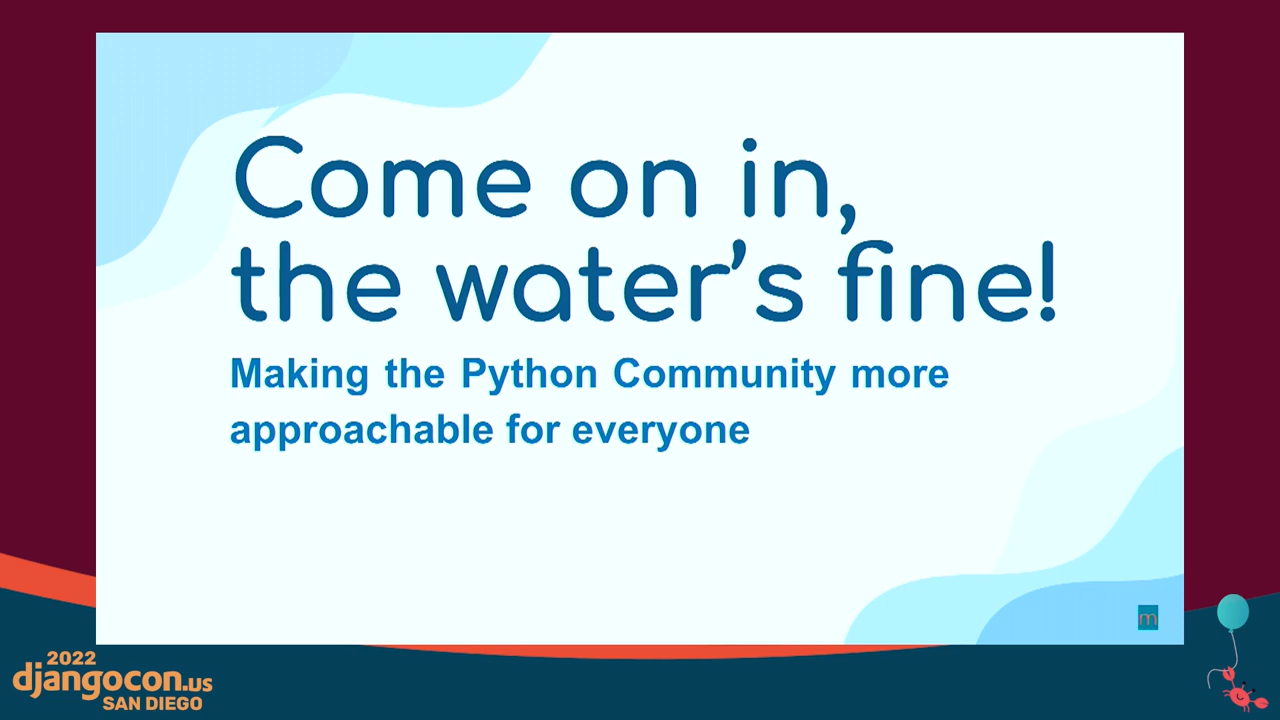 Come on in,
the water’s fine!
Making the Python Community more
approachable for everyone
m
2022
djangocon.us
SAN DIEGO